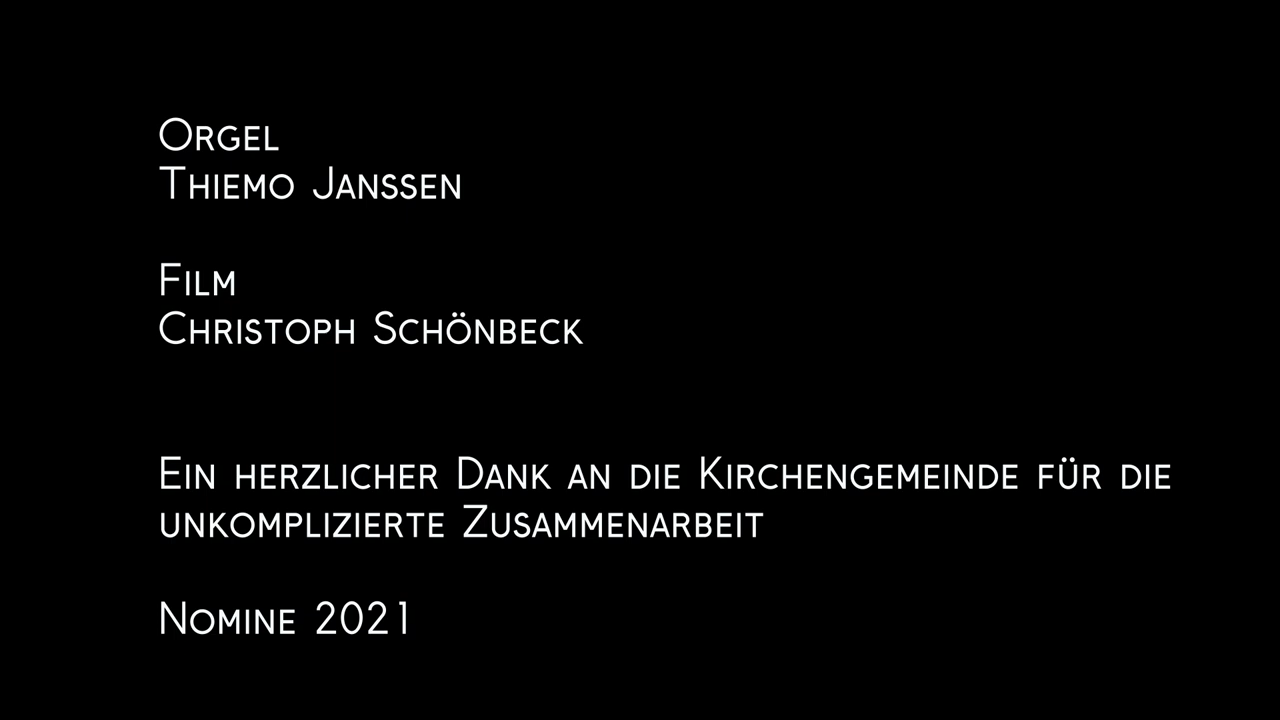 Orgel
Thiemo Janssen
Film
Christoph Schönbeck
Ein herzlicher Dank an die Kirchengemeinde für die
unkomplizierte Zusammenarbeit
Nomine 2021